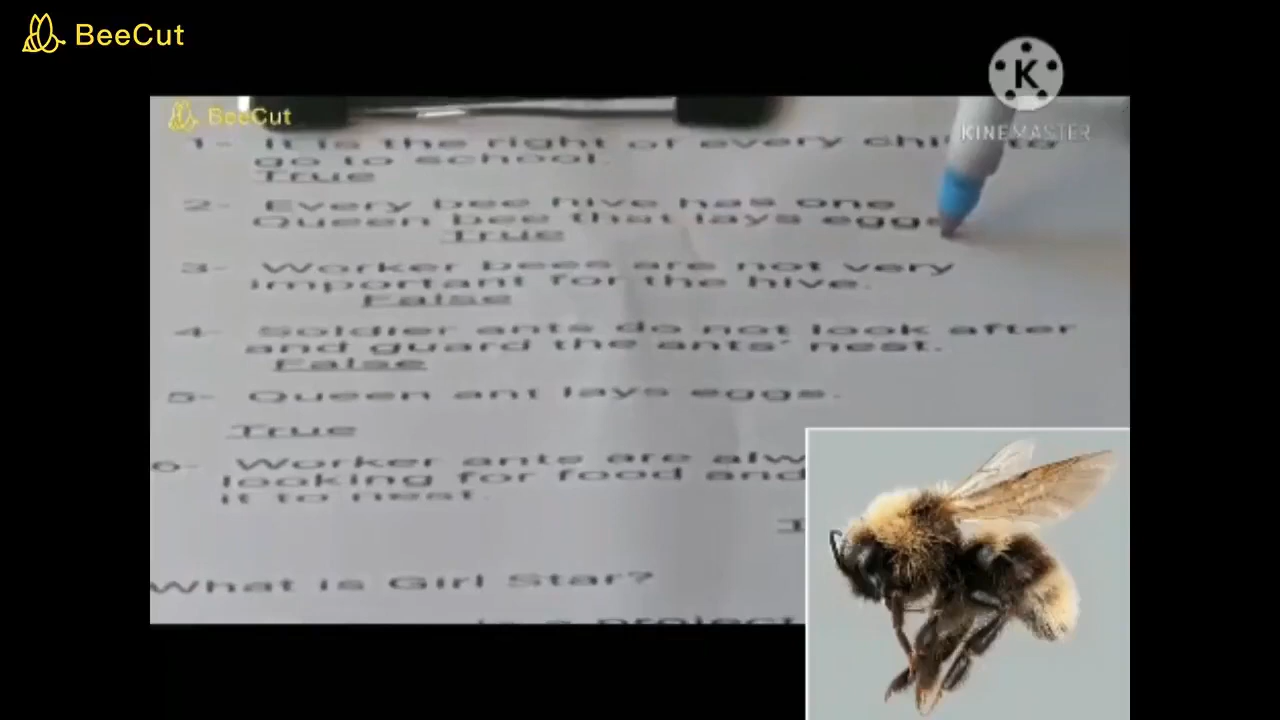 BeeCut
KINEMASTER
BeeCut
1- It is the right of every child to
go to school.
True
2- Every bee hive has one
Queen bee that lays eggs
True
3- Worker bees are not very
important for the hive.
False
4- Soldier ants do not look after
and guard the ants' nest.
False
5- Queen ant lays eggs.
True
6- Worker ants are
looking for food and
it to nest.
What is Girl Star?
is a project